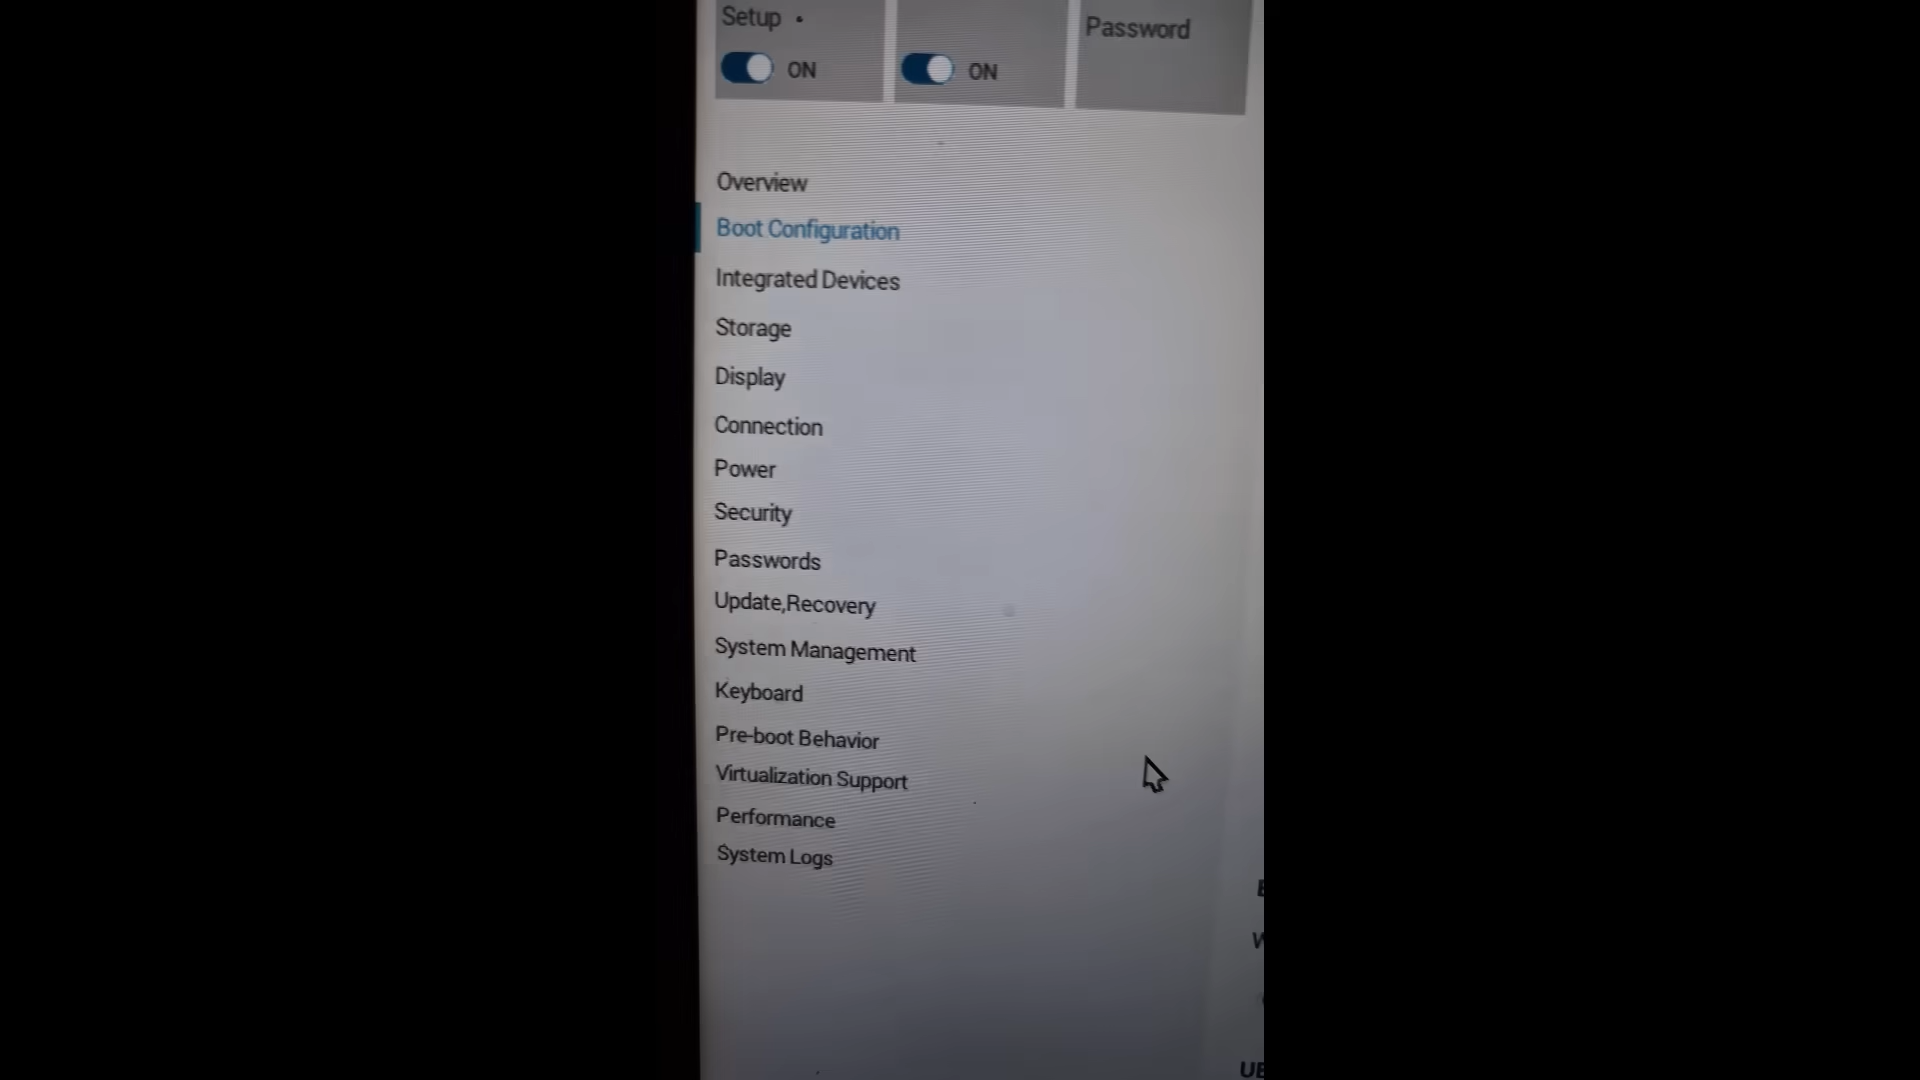 Setup
ON
ON
Password
Overview
Boot Configuration
Integrated Devices
Storage
Display
Connection
Power
Security
Passwords
Update,Recovery
System Management
Keyboard
Pre-boot Behavior
Virtualization Support
Performance
System Logs